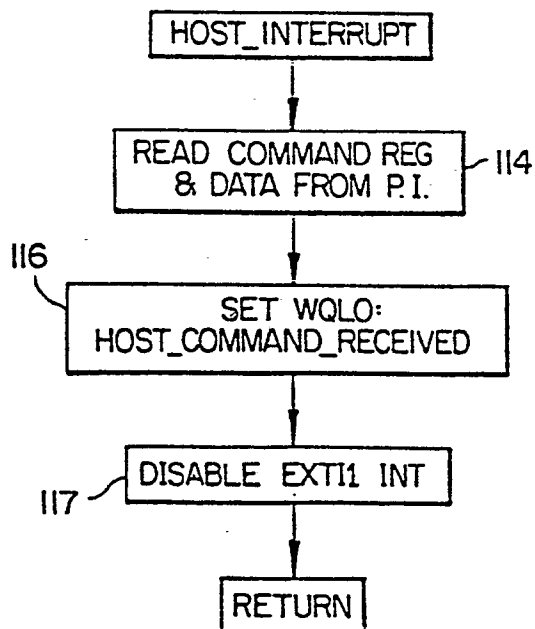 HOST_INTERRUPT
READ COMMAND REG
& DATA FROM P.I.
114
116
SET WQLO:
HOST_COMMAND_RECEIVED
DISABLE EXTI1 INT
117
RETURN